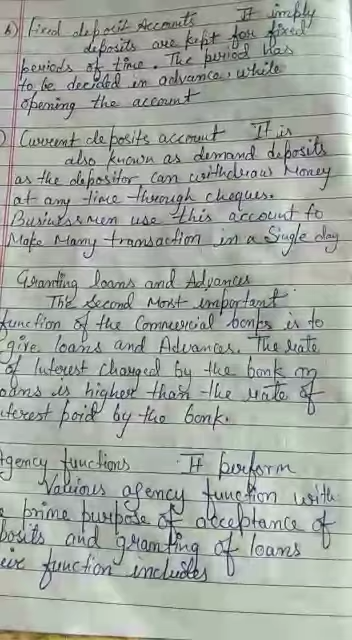 b) Fixed deposit Accounts It imply
deposits are kept for fixed
periods of time. The period has
to be decided in advance, while
opening the account
) Current deposits account It is
also known as demand deposits
as the depositor can withdraw Money
at any time through cheques.
Businessmen use this account to
Make Many transaction in a Single day
Granting loans and Advances
The second Most important
function of the Commercial banks is to
give loans and Advances. The rate
of Interest charged by the bank on
oans is highest than the rate of
terest paid by the bank.
gency functions It perform
Various agency function with
e prime purpose of acceptance of
posits and granting of loans
function includes